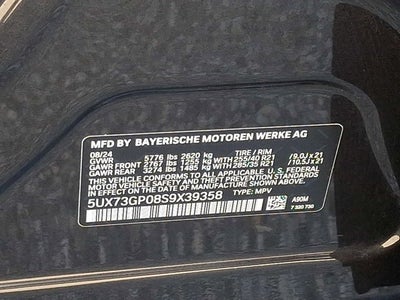 MFD BY BAYERISCHE MOTOREN WERKE AG
08/24 TIRE / RIM
GVWR 5776 lbs 2620 kg
GAWR FRONT 2767 lbs 1255 kg WITH 255/40 R21 /9.0J x 21
GAWR REAR 3274 lbs 1485 kg WITH 285/35 R21 /10.5J x 21
THIS VEHICLE CONFORMS TO ALL APPLICABLE FEDERAL
MOTOR VEHICLE SAFETY AND THEFT PREVENTION STANDARDS
IN EFFECT ON THE DATE OF MANUFACTURE SHOWN ABOVE.
5UX73GP08S9X39358 TYPE: MPV
A90M